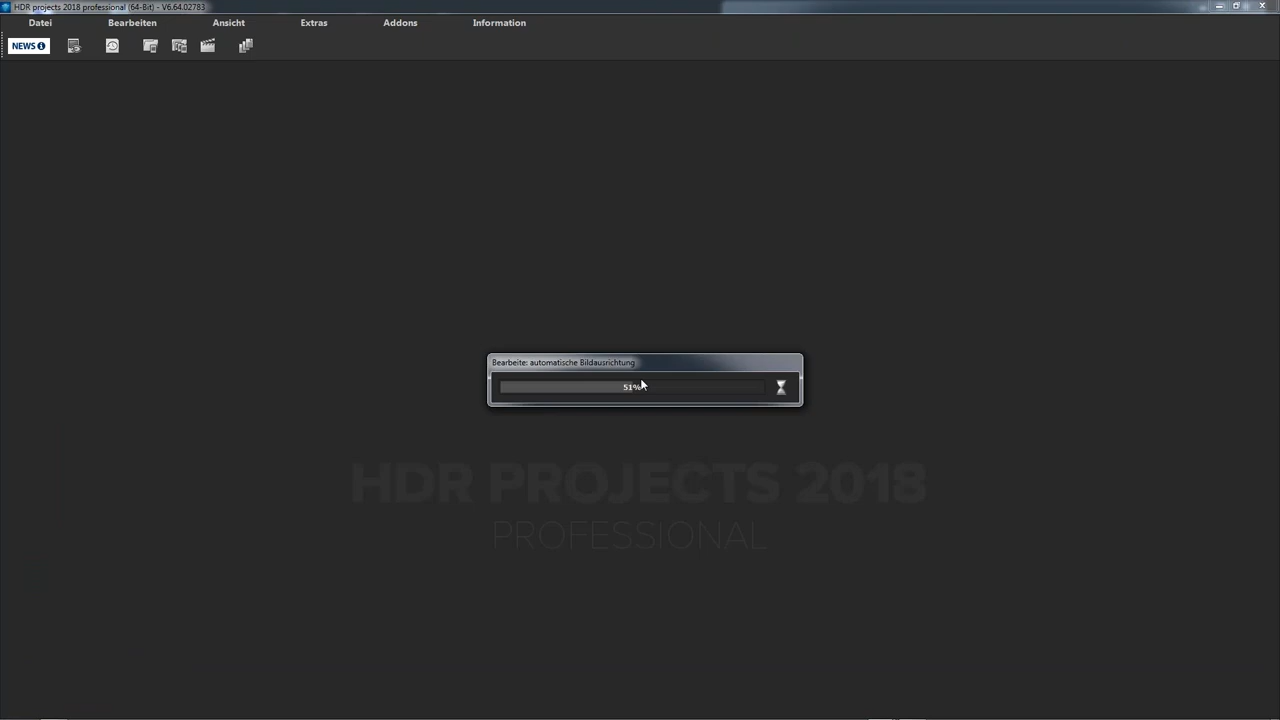 HDR projects 2018 professional (64-Bit) - V6.64.02783
Datei Bearbeiten Ansicht Extras Addons Information
NEWS
Bearbeite: automatische Bildausrichtung
51%
HDR PROJECTS 2018
PROFESSIONAL